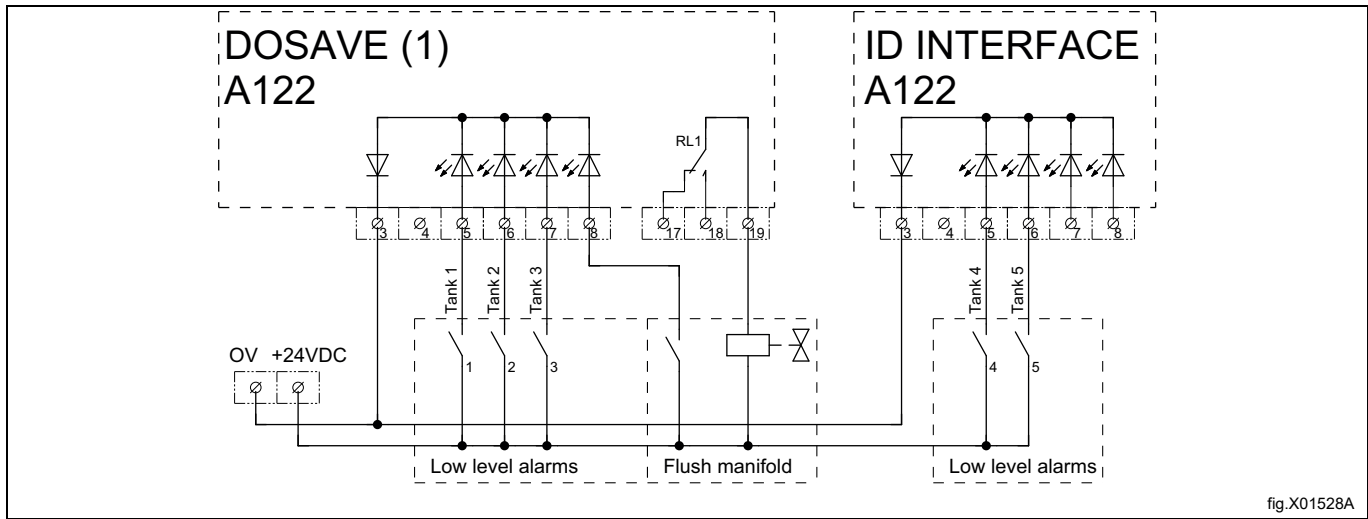 DOSAVE (1)
A122
ID INTERFACE
A122
RL1
3 4 5 6 7 8 17 18 19
3 4 5 6 7 8
Tank 1
Tank 2
Tank 3
Tank 4
Tank 5
OV +24VDC
1 2 3
4 5
Low level alarms
Flush manifold
Low level alarms
fig.X01528A